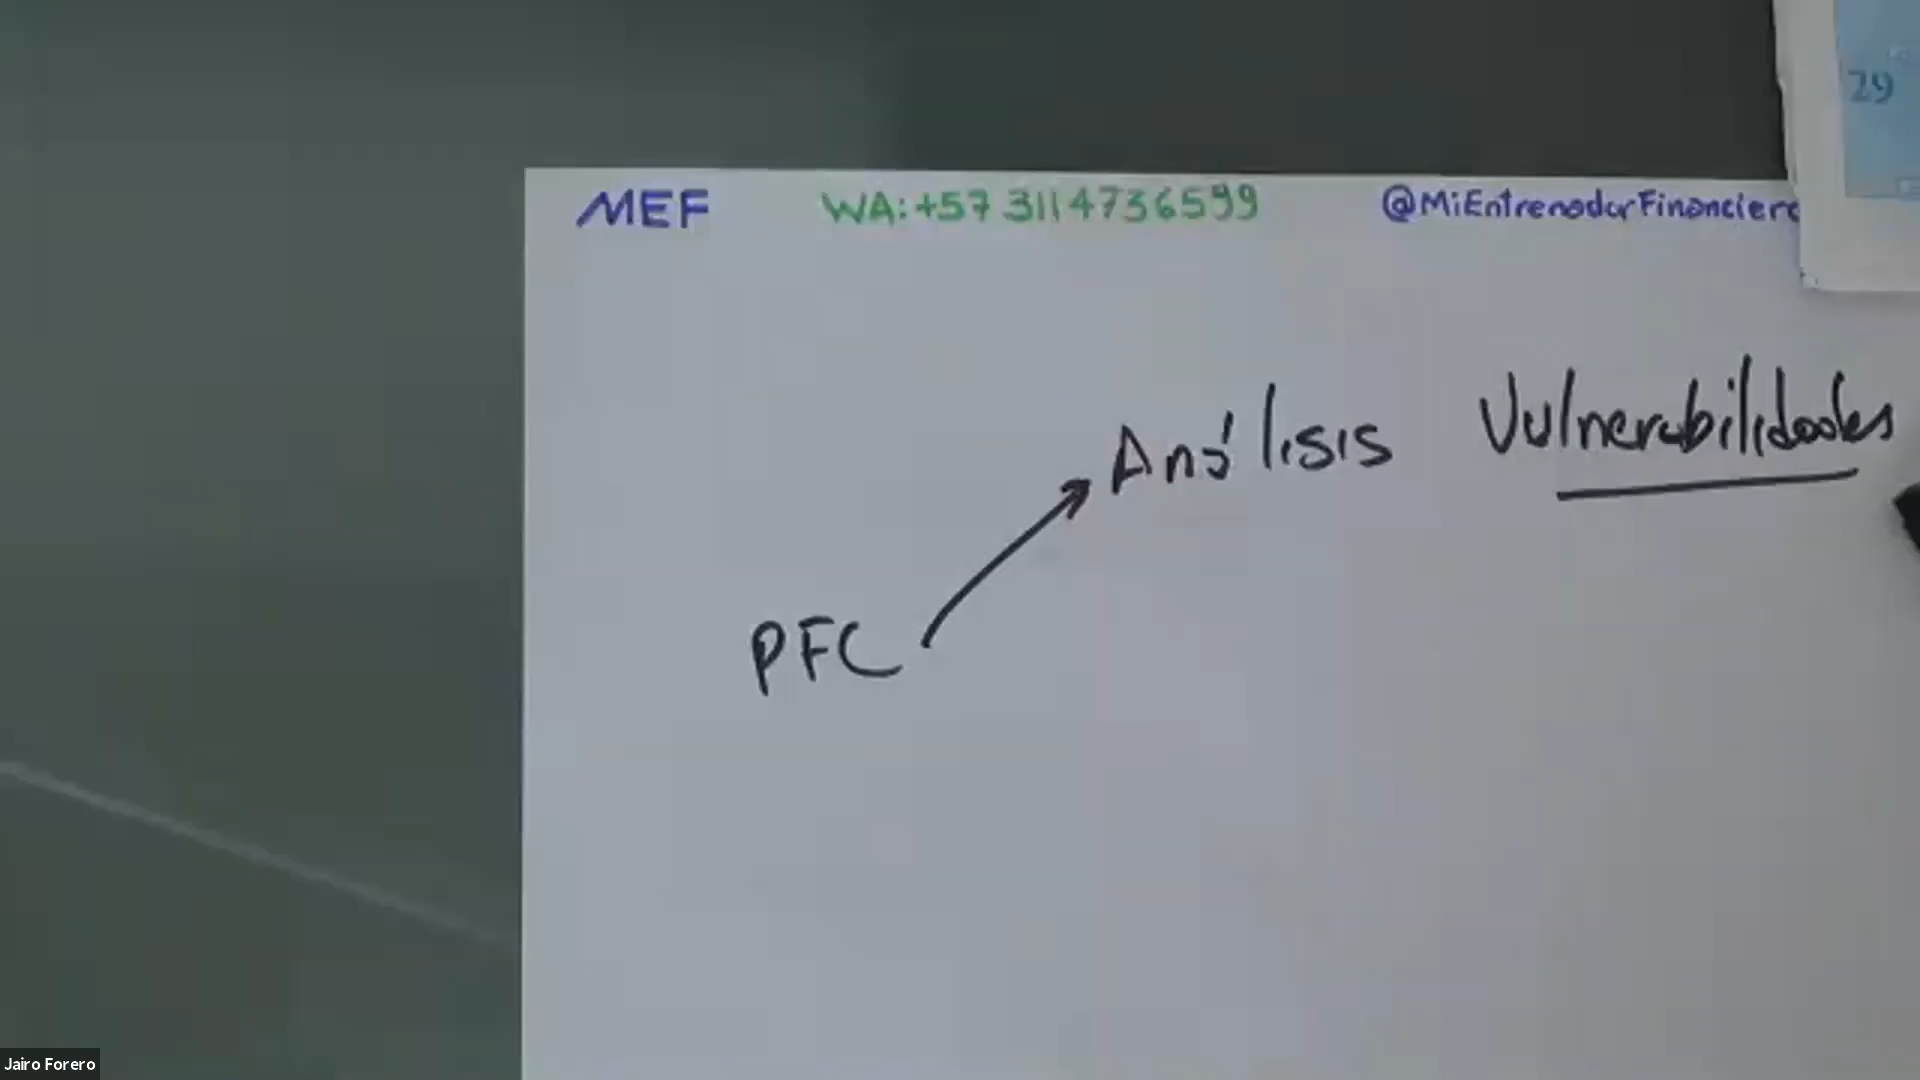 29
MEF WA: +57 3114736599 @MiEntrenadorFinanciero
Análisis Vulnerabilidades
PFC
Jairo Forero